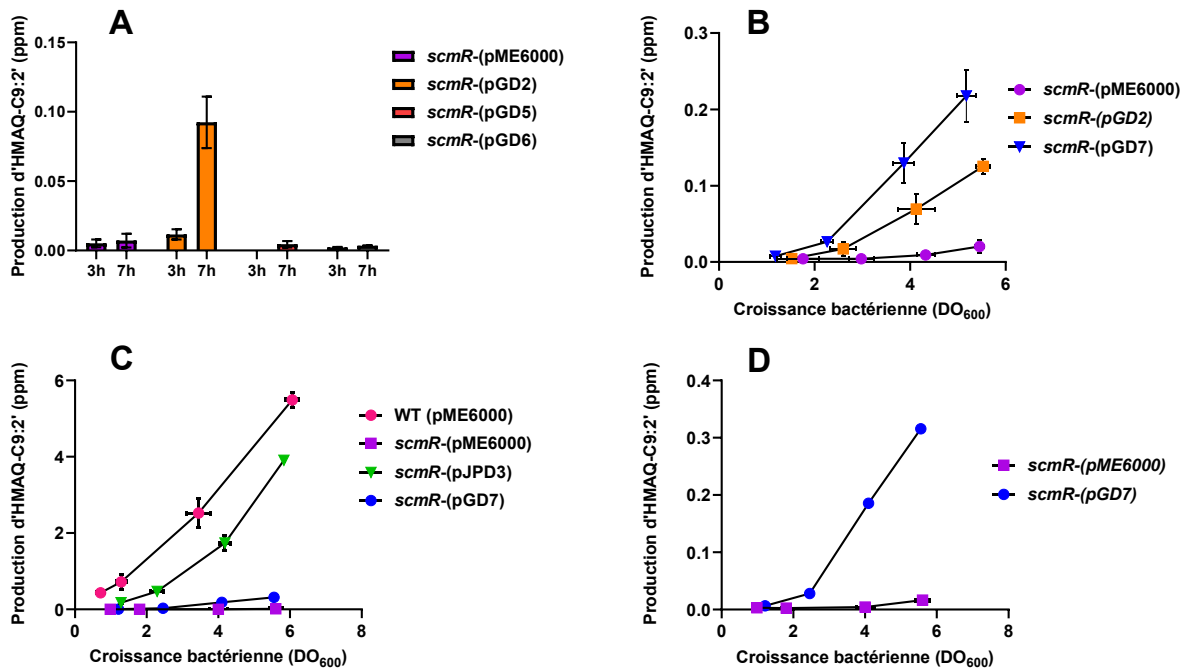 A
Production d'HMAQ-C9:2' (ppm)
0.15
0.10
0.05
0.00
3h 7h 3h 7h 3h 7h 3h 7h
scmR-(pME6000)
scmR-(pGD2)
scmR-(pGD5)
scmR-(pGD6)
B
Production d'HMAQ-C9:2' (ppm)
0.3
0.2
0.1
0.0
0 2 4 6
Croissance bactérienne (DO600)
scmR-(pME6000)
scmR-(pGD2)
scmR-(pGD7)
C
Production d'HMAQ-C9:2' (ppm)
6
4
2
0
0 2 4 6 8
Croissance bactérienne (DO600)
WT (pME6000)
scmR-(pME6000)
scmR-(pJPD3)
scmR-(pGD7)
D
Production d'HMAQ-C9:2' (ppm)
0.4
0.3
0.2
0.1
0.0
0 2 4 6 8
Croissance bactérienne (DO600)
scmR-(pME6000)
scmR-(pGD7)